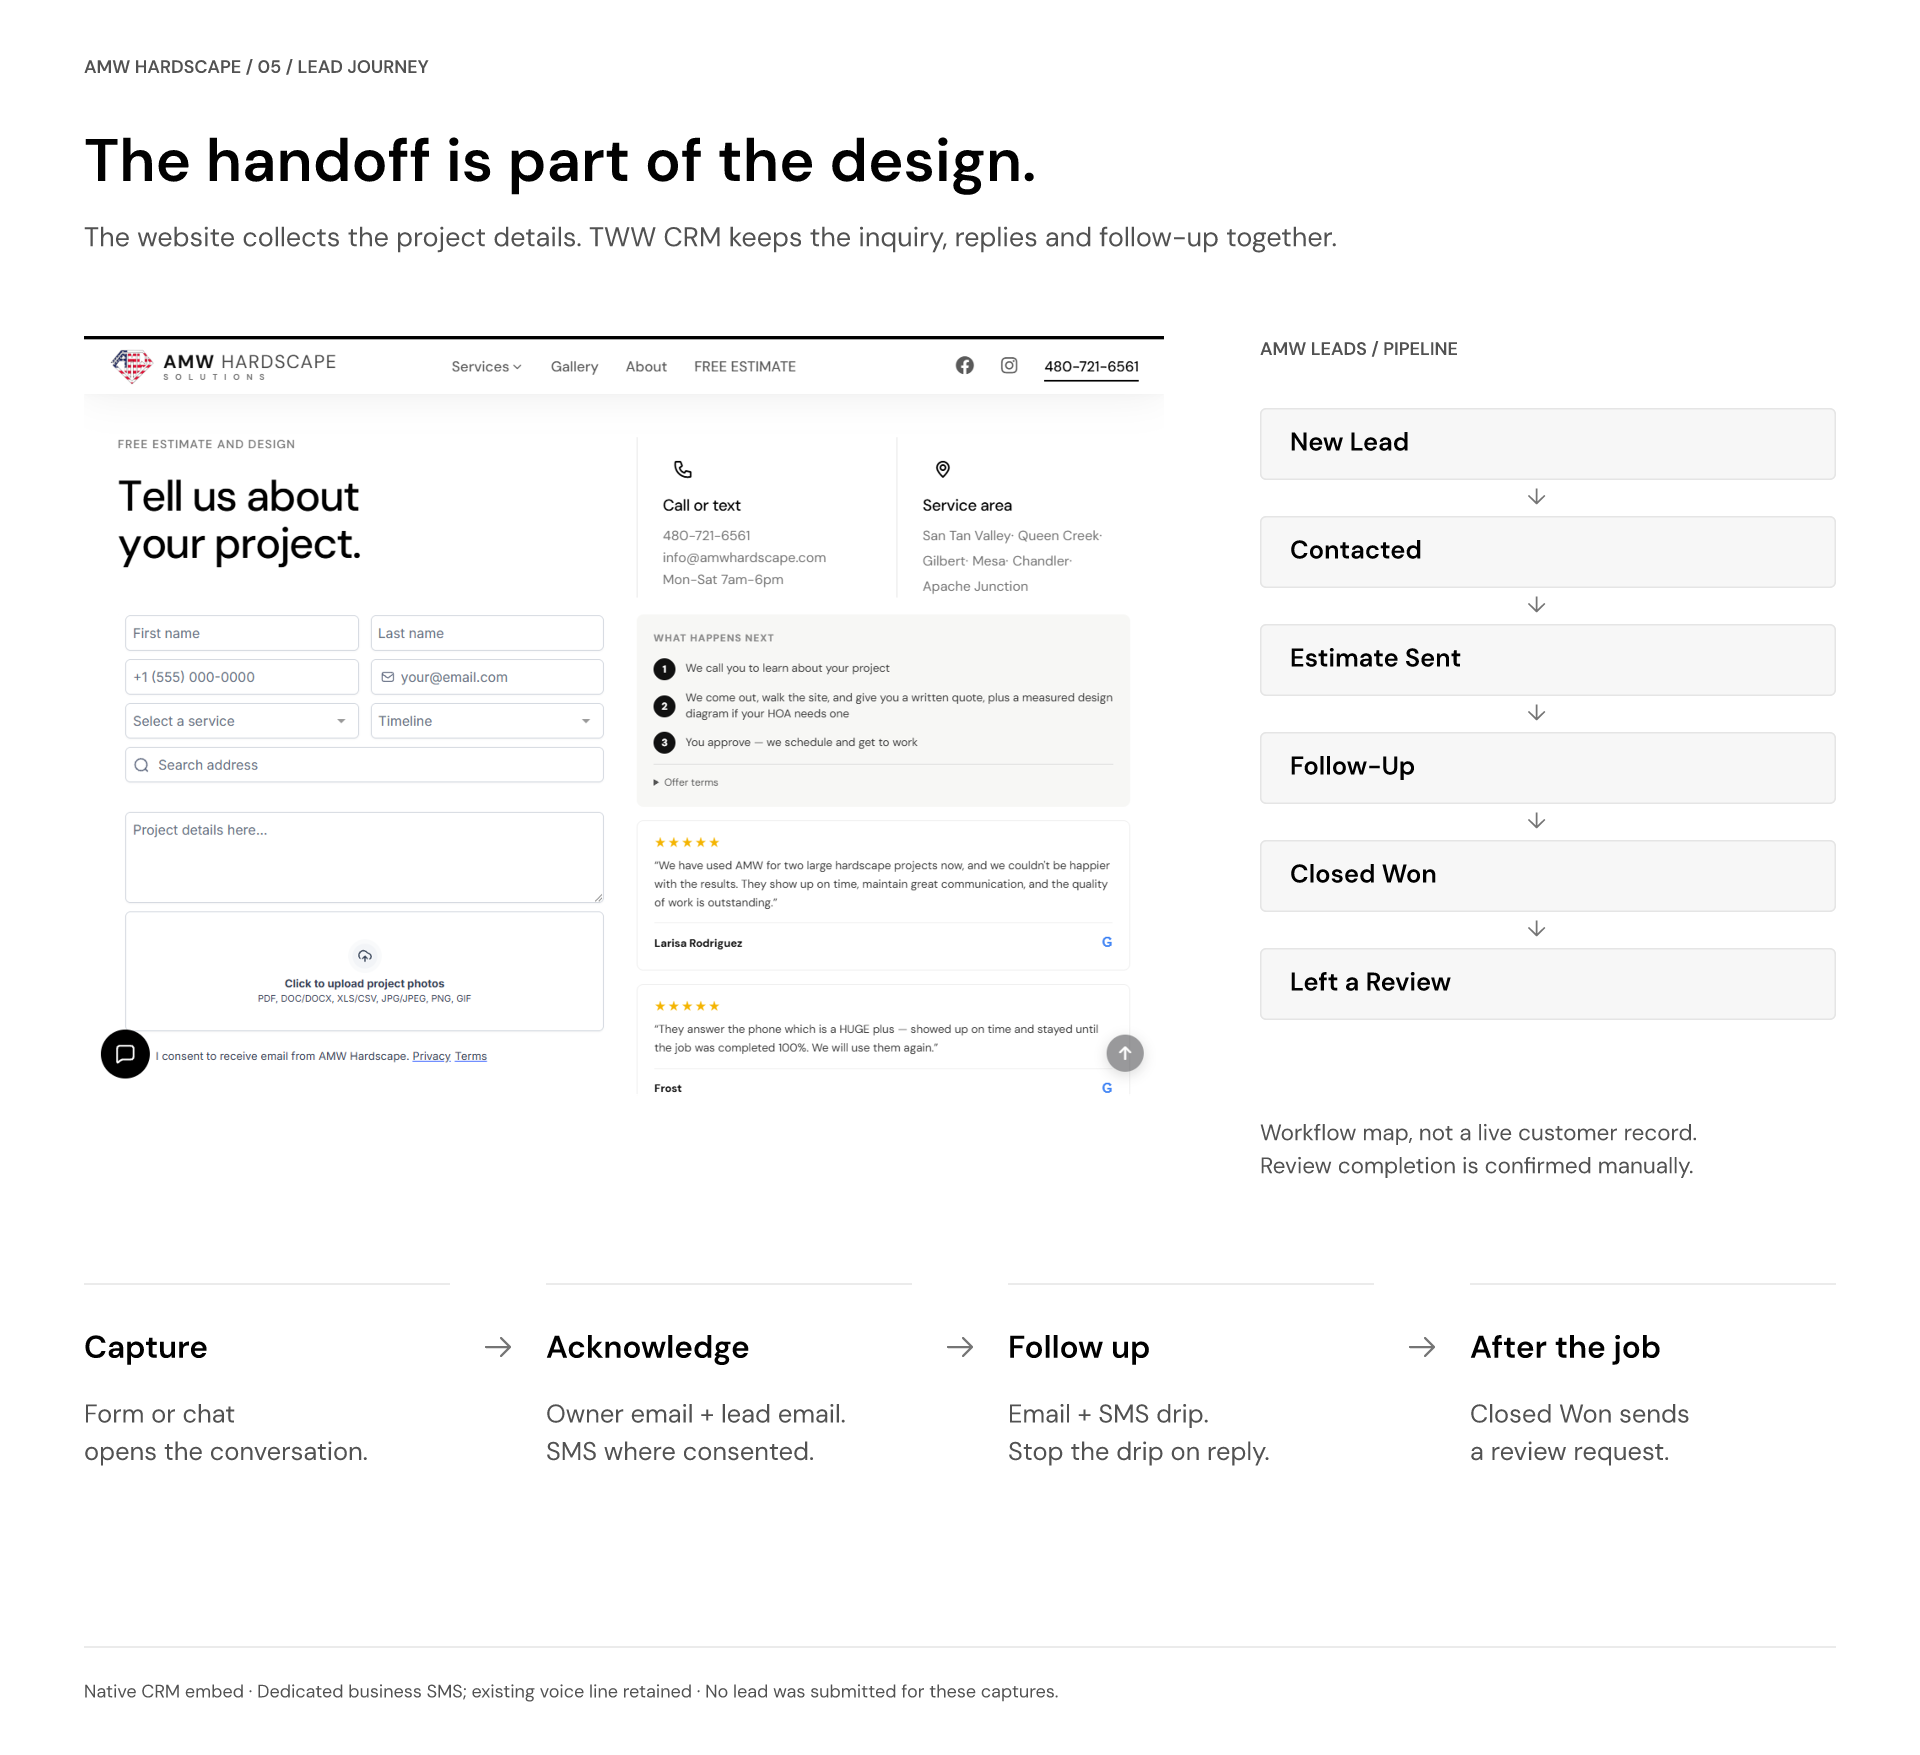 AMW HARDSCAPE / 05 / LEAD JOURNEY
The handoff is part of the design.
The website collects the project details. TWW CRM keeps the inquiry, replies and follow-up together.
AMW HARDSCAPE
SOLUTIONS
Services
Gallery
About
FREE ESTIMATE
480-721-6561
FREE ESTIMATE AND DESIGN
Tell us about
your project.
Call or text
480-721-6561
info@amwhardscape.com
Mon-Sat 7am-6pm
Service area
San Tan Valley· Queen Creek·
Gilbert· Mesa· Chandler·
Apache Junction
First name
Last name
+1 (555) 000-0000
your@email.com
Select a service
Timeline
Search address
Project details here...
Click to upload project photos
PDF, DOC/DOCX, XLS/CSV, JPG/JPEG, PNG, GIF
I consent to receive email from AMW Hardscape. Privacy Terms
WHAT HAPPENS NEXT
1 We call you to learn about your project
2 We come out, walk the site, and give you a written quote, plus a measured design
diagram if your HOA needs one
3 You approve — we schedule and get to work
Offer terms
★★★★★
"We have used AMW for two large hardscape projects now, and we couldn't be happier
with the results. They show up on time, maintain great communication, and the quality
of work is outstanding."
Larisa Rodriguez
G
★★★★★
"They answer the phone which is a HUGE plus — showed up on time and stayed until
the job was completed 100%. We will use them again."
Frost
G
AMW LEADS / PIPELINE
New Lead
Contacted
Estimate Sent
Follow-Up
Closed Won
Left a Review
Workflow map, not a live customer record.
Review completion is confirmed manually.
Capture
Form or chat
opens the conversation.
Acknowledge
Owner email + lead email.
SMS where consented.
Follow up
Email + SMS drip.
Stop the drip on reply.
After the job
Closed Won sends
a review request.
Native CRM embed · Dedicated business SMS; existing voice line retained · No lead was submitted for these captures.